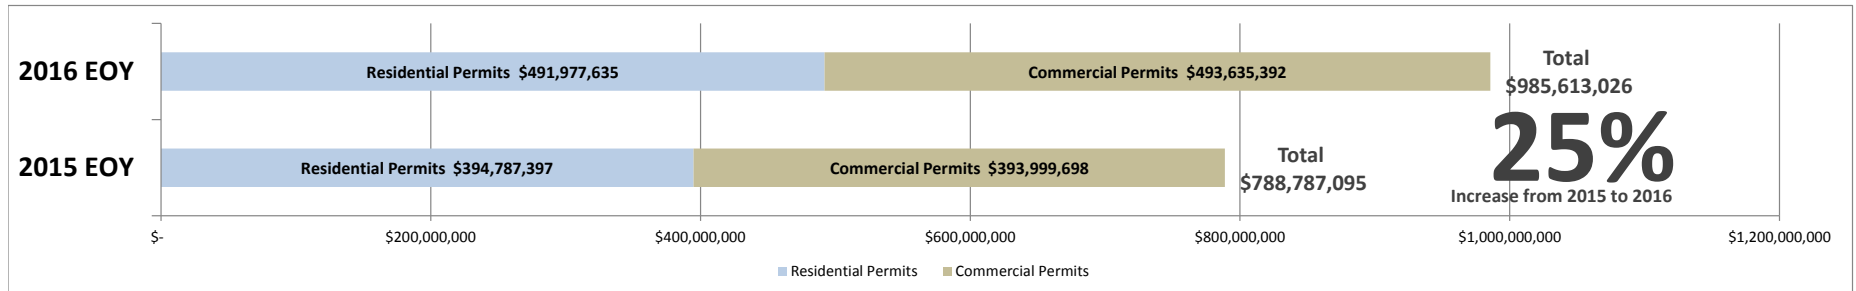 2016 EOY
Residential Permits  $491,977,635
Commercial Permits  $493,635,392
Total
$985,613,026
2015 EOY
Residential Permits  $394,787,397
Commercial Permits  $393,999,698
Total
$788,787,095
25%
Increase from 2015 to 2016
$-
$200,000,000
$400,000,000
$600,000,000
$800,000,000
$1,000,000,000
$1,200,000,000
Residential Permits
Commercial Permits